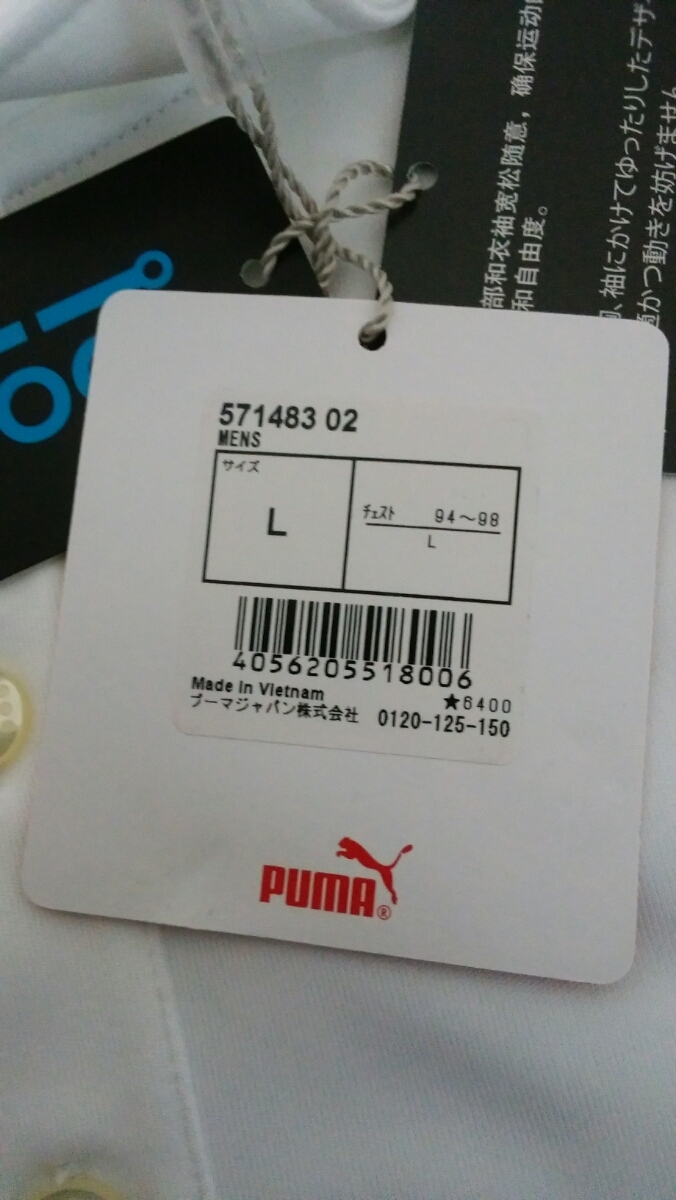 部和衣袖宽松随意，确保运动
和自由度。
袖にかけてゆったりしたデザ
かつ動きを妨げません
571483 02
MENS
サイズ
L
チェスト 94～98
L
4056205518006
Made in Vietnam
★6400
プーマジャパン株式会社 0120-125-150
PUMA®